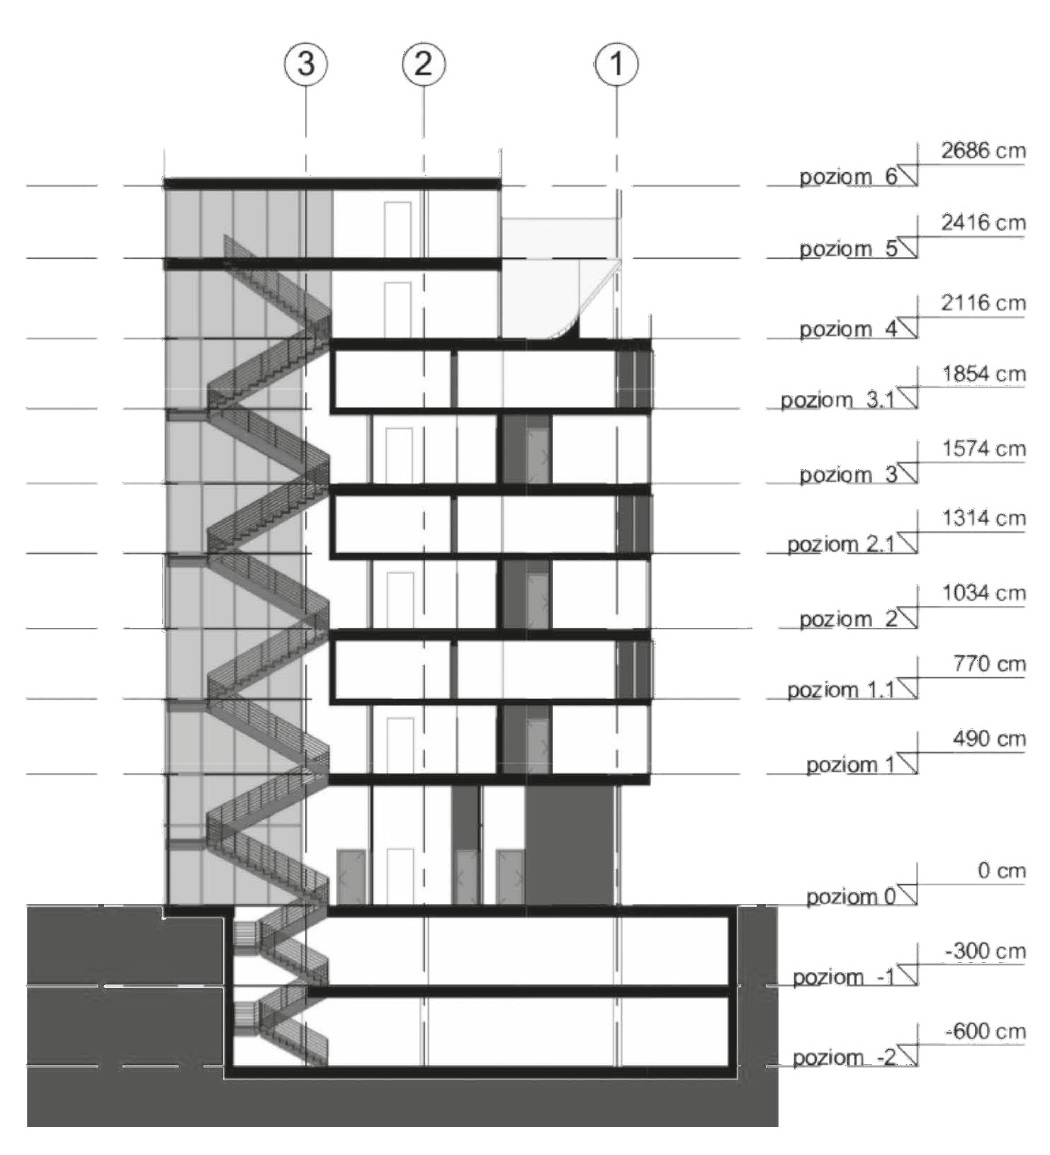 3 2 1
2686 cm
poziom 6
2416 cm
poziom 5
2116 cm
poziom 4
1854 cm
poziom 3.1
1574 cm
poziom 3
1314 cm
poziom 2.1
1034 cm
poziom 2
770 cm
poziom 1.1
490 cm
poziom 1
0 cm
poziom 0
-300 cm
poziom -1
-600 cm
poziom -2